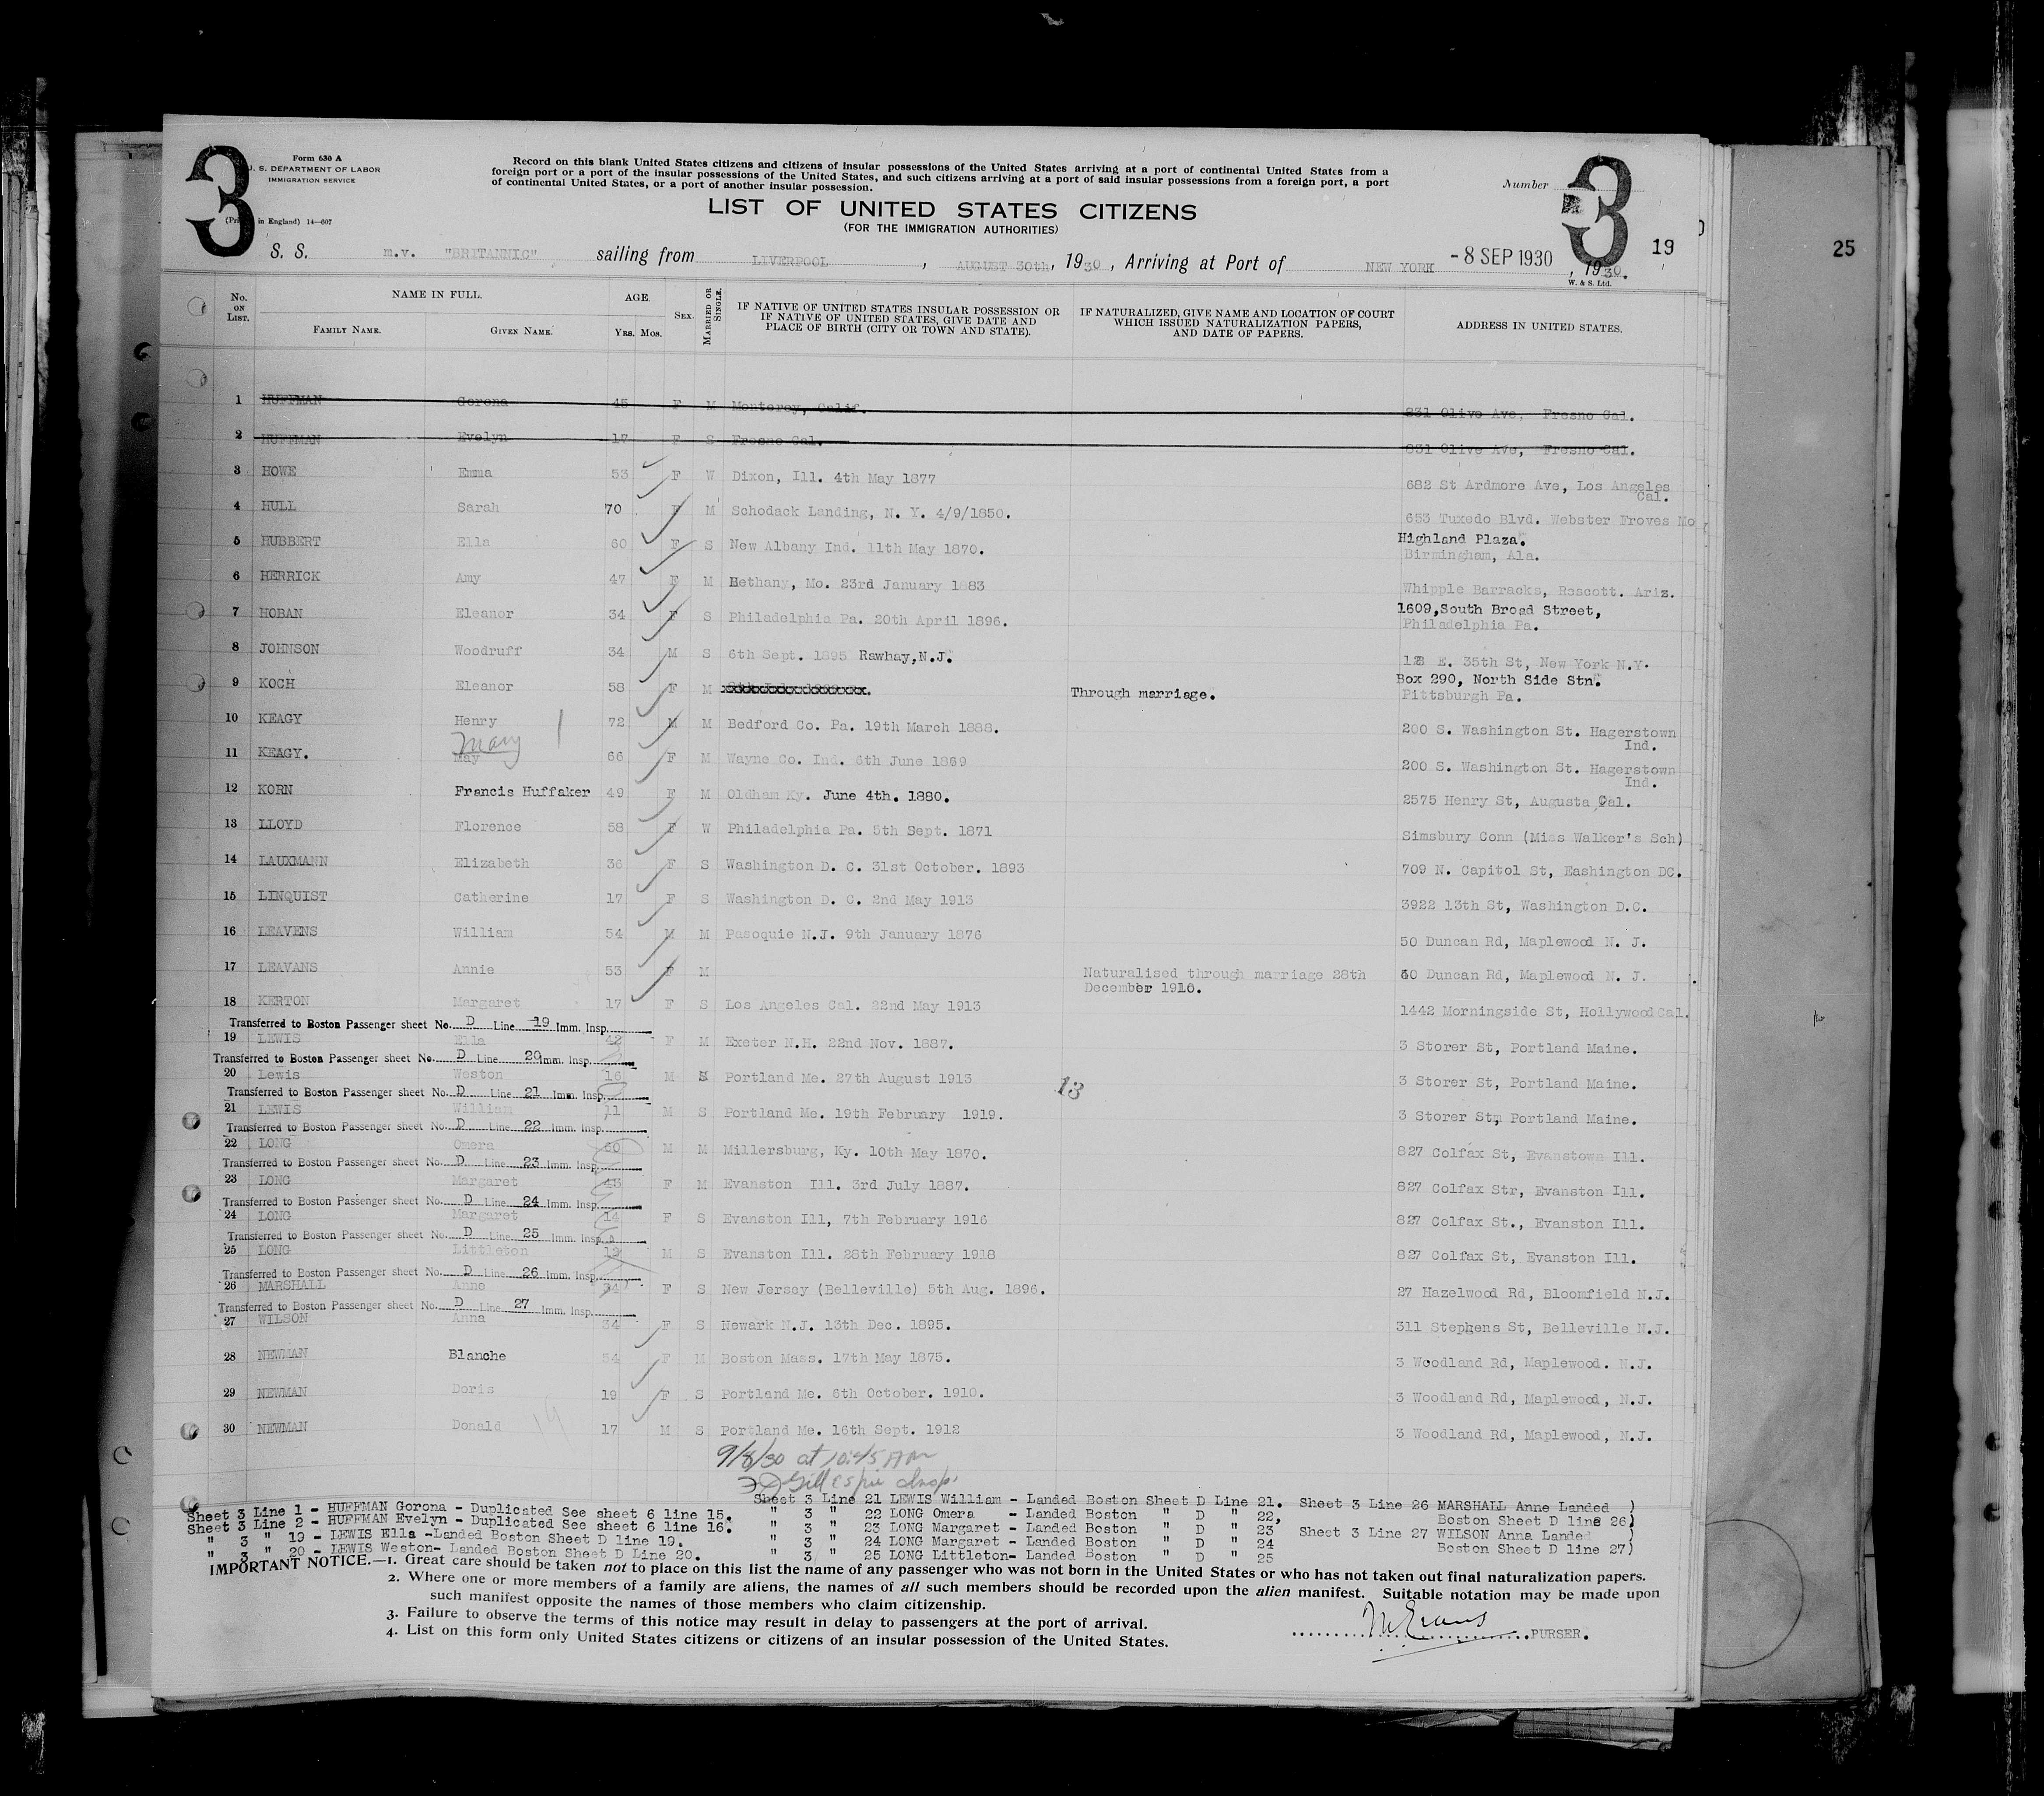 3
Form 630 A
U. S. DEPARTMENT OF LABOR
IMMIGRATION SERVICE
in England) 14—607
Record on this blank United States citizens and citizens of insular possessions of the United States arriving at a port of continental United States from a
foreign port or a port of the insular possessions of the United States, and such citizens arriving at a port of said insular possessions from a foreign port, a port
of continental United States, or a port of another insular possession.
Number
3
LIST OF UNITED STATES CITIZENS
(FOR THE IMMIGRATION AUTHORITIES)
19
25
S. S. m.v. "BRITANNIC" sailing from LIVERPOOL, AUGUST 30th, 1930, Arriving at Port of NEW YORK -8 SEP 1930, 1930.
W. & S. Ltd.
No. ON LIST. NAME IN FULL. FAMILY NAME. GIVEN NAME. AGE. Yrs. Mos. SEX. MARRIED OR SINGLE. IF NATIVE OF UNITED STATES INSULAR POSSESSION OR IF NATIVE OF UNITED STATES, GIVE DATE AND PLACE OF BIRTH (CITY OR TOWN AND STATE). IF NATURALIZED, GIVE NAME AND LOCATION OF COURT WHICH ISSUED NATURALIZATION PAPERS, AND DATE OF PAPERS. ADDRESS IN UNITED STATES.
1 HUFFMAN Gorona 45 F M Monterey, Calif. 831 Olive Ave, Fresno Cal.
2 HUFFMAN Evelyn 17 F S Fresno Cal. 831 Olive Ave, Fresno Cal.
3 HOWE Emma 53 F W Dixon, Ill. 4th May 1877 682 St Ardmore Ave, Los Angeles Cal.
4 HULL Sarah 70 F M Schodack Landing, N. Y. 4/9/1850. 653 Tuxedo Blvd. Webster Froves Mo
5 HUBBERT Ella 60 F S New Albany Ind. 11th May 1870. Highland Plaza. Birmingham, Ala.
6 HERRICK Amy 47 F M Bethany, Mo. 23rd January 1883 Whipple Barracks, Roscott. Ariz.
7 HOBAN Eleanor 34 F S Philadelphia Pa. 20th April 1896. 1609,South Broad Street, Philadelphia Pa.
8 JOHNSON Woodruff 34 M S 6th Sept. 1895 Rawhay,N.J. E. 35th St, New York N.Y.
9 KOCH Eleanor 58 F M Through marriage. Box 290, North Side Stn. Pittsburgh Pa.
10 KEAGY Henry 72 M M Bedford Co. Pa. 19th March 1888. 200 S. Washington St. Hagerstown Ind.
Mary
11 KEAGY. May 66 F M Wayne Co. Ind. 6th June 1869 200 S. Washington St. Hagerstown Ind.
12 KORN Francis Huffaker 49 F M Oldham Ky. June 4th. 1880. 2575 Henry St, Augusta Gal.
13 LLOYD Florence 58 F W Philadelphia Pa. 5th Sept. 1871 Simsbury Conn (Miss Walker's Sch)
14 LAUXMANN Elizabeth 36 F S Washington D. C. 31st October. 1893 709 N. Capitol St, Eashington DC.
15 LINQUIST Catherine 17 F S Washington D. C. 2nd May 1913 3922 13th St, Washington D.C.
16 LEAVENS William 54 M M Pasoquie N.J. 9th January 1876 50 Duncan Rd, Maplewood N. J.
17 LEAVANS Annie 53 F M Naturalised through marriage 28th December 1910. Duncan Rd, Maplewood N. J.
18 KERTON Margaret 17 F S Los Angeles Cal. 22nd May 1913 1442 Morningside St, Hollywood Cal.
Transferred to Boston Passenger sheet No. D Line 19 Imm. Insp.
19 LEWIS Ella 42 F M Exeter N.H. 22nd Nov. 1887. 3 Storer St, Portland Maine.
Transferred to Boston Passenger sheet No. D Line 20 Imm. Insp.
20 Lewis Weston 16 M S Portland Me. 27th August 1913 3 Storer St, Portland Maine.
13
Transferred to Boston Passenger sheet No. D Line 21 Imm. Insp.
21 LEWIS William 11 M S Portland Me. 19th February 1919. 3 Storer St, Portland Maine.
Transferred to Boston Passenger sheet No. D Line 22 Imm. Insp.
22 LONG Omera 60 M M Millersburg, Ky. 10th May 1870. 827 Colfax St, Evanstown Ill.
Transferred to Boston Passenger sheet No. D Line 23 Imm. Insp.
23 LONG Margaret 43 F M Evanston Ill. 3rd July 1887. 827 Colfax Str, Evanston Ill.
Transferred to Boston Passenger sheet No. D Line 24 Imm. Insp.
24 LONG Margaret 14 F S Evanston Ill, 7th February 1916 827 Colfax St., Evanston Ill.
Transferred to Boston Passenger sheet No. D Line 25 Imm. Insp.
25 LONG Littleton 12 M S Evanston Ill. 28th February 1918 827 Colfax St, Evanston Ill.
Transferred to Boston Passenger sheet No. D Line 26 Imm. Insp.
26 MARSHALL Anne 34 F S New Jersey (Belleville) 5th Aug. 1896. 27 Hazelwood Rd, Bloomfield N.J.
Transferred to Boston Passenger sheet No. D Line 27 Imm. Insp.
27 WILSON Anna 34 F S Newark N.J. 13th Dec. 1895. 311 Stephens St, Belleville N.J.
28 NEWMAN Blanche 54 F M Boston Mass. 17th May 1875. 3 Woodland Rd, Maplewood. N.J.
29 NEWMAN Doris 19 F S Portland Me. 6th October. 1910. 3 Woodland Rd, Maplewood, N.J.
30 NEWMAN Donald 17 M S Portland Me. 16th Sept. 1912 3 Woodland Rd, Maplewood, N.J.
9/8/30 at 10:45 AM
Gillespie Insp.
Sheet 3 Line 1 - HUFFMAN Gorona - Duplicated See sheet 6 line 15.
Sheet 3 Line 2 - HUFFMAN Evelyn - Duplicated See sheet 6 line 16.
" 3 " 19 - LEWIS Ella -Landed Boston Sheet D line 19.
" 3 " 20 - LEWIS Weston- Landed Boston Sheet D Line 20.
Sheet 3 Line 21 LEWIS William - Landed Boston Sheet D Line 21.
" 3 " 22 LONG Omera - Landed Boston " D " 22,
" 3 " 23 LONG Margaret - Landed Boston " D " 23
" 3 " 24 LONG Margaret - Landed Boston " D " 24
" 3 " 25 LONG Littleton- Landed Boston " D " 25
Sheet 3 Line 26 MARSHALL Anne Landed )
Boston Sheet D line 26)
Sheet 3 Line 27 WILSON Anna Landed )
Boston Sheet D line 27)
IMPORTANT NOTICE.—1. Great care should be taken not to place on this list the name of any passenger who was not born in the United States or who has not taken out final naturalization papers.
2. Where one or more members of a family are aliens, the names of all such members should be recorded upon the alien manifest. Suitable notation may be made upon
such manifest opposite the names of those members who claim citizenship.
3. Failure to observe the terms of this notice may result in delay to passengers at the port of arrival.
4. List on this form only United States citizens or citizens of an insular possession of the United States.
Evans PURSER.